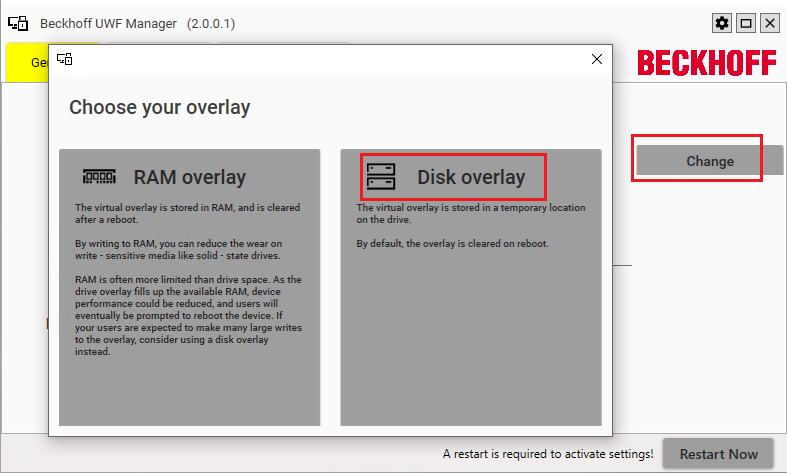 Beckhoff UWF Manager (2.0.0.1)
BECKHOFF
Choose your overlay
RAM overlay
The virtual overlay is stored in RAM, and is cleared
after a reboot.
By writing to RAM, you can reduce the wear on
write - sensitive media like solid - state drives.
RAM is often more limited than drive space. As the
drive overlay fills up the available RAM, device
performance could be reduced, and users will
eventually be prompted to reboot the device. If
your users are expected to make many large writes
to the overlay, consider using a disk overlay
instead.
Disk overlay
The virtual overlay is stored in a temporary location
on the drive.
By default, the overlay is cleared on reboot.
Change
A restart is required to activate settings!
Restart Now